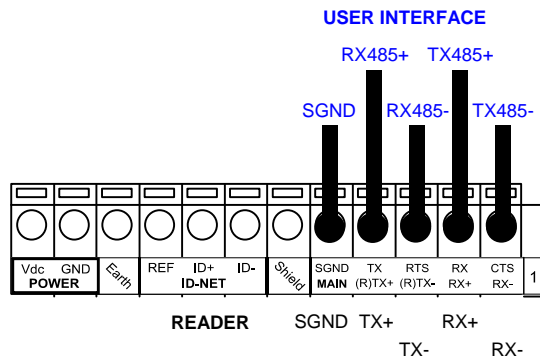 USER INTERFACE
RX485+ TX485+
SGND RX485- TX485-
Vdc GND Earth REF ID+ ID- Shield SGND TX RTS RX CTS
POWER ID-NET MAIN (R)TX+ (R)TX- RX+ RX- 1
READER SGND TX+ RX+
TX- RX-